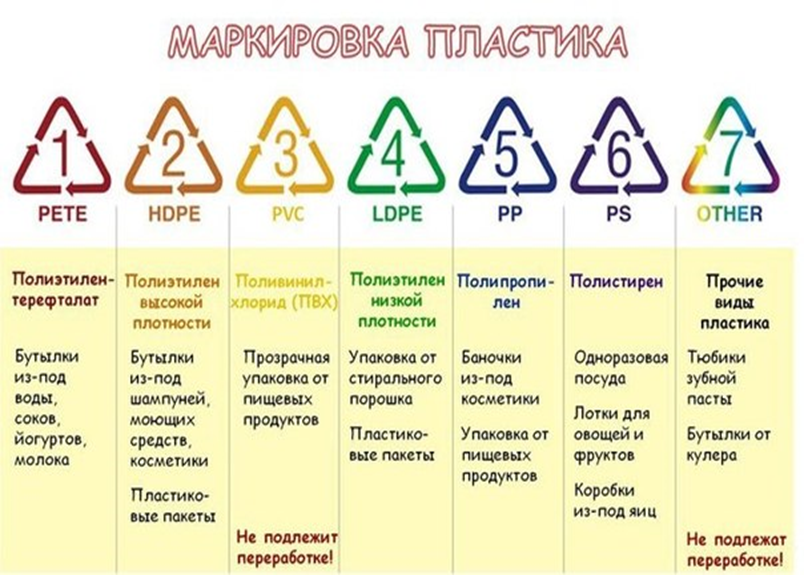 МАРКИРОВКА ПЛАСТИКА
1
PETE
2
HDPE
3
PVC
4
LDPE
5
PP
6
PS
7
OTHER
Полиэтилен-
терефталат
Бутылки
из-под
воды,
соков,
йогуртов,
молока
Полиэтилен
высокой
плотности
Бутылки
из-под
шампуней,
моющих
средств,
косметики
Пластико-
вые пакеты
Поливинил-
хлорид (ПВХ)
Прозрачная
упаковка от
пищевых
продуктов
Не подлежит
переработке!
Полиэтилен
низкой
плотности
Упаковка от
стирального
порошка
Пластико-
вые пакеты
Полипропи-
лен
Баночки
из-под
косметики
Упаковка от
пищевых
продуктов
Полистирен
Одноразовая
посуда
Лотки для
овощей и
фруктов
Коробки
из-под яиц
Прочие
виды
пластика
Тюбики
зубной
пасты
Бутылки от
кулера
Не подлежат
переработке!